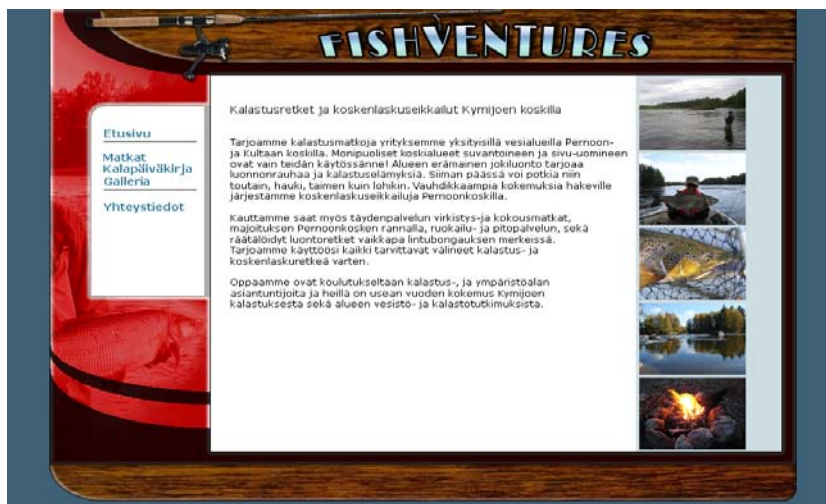 FISHVENTURES
Etusivu
Matkat
Kalapäiväkirja
Galleria
Yhteystiedot
Kalastusretket ja koskenlaskuseikkailut Kymijoen koskilla
Tarjoamme kalastusmatkoja yrityksemme yksityisillä vesialueilla Pernoon-
ja Kultaan koskilla. Monipuoliset koskialueet suvantoineen ja sivu-uomineen
ovat vain teidän käytössänne! Alueen erämainen jokiluonto tarjoaa
luonnonrauhaa ja kalastuselämyksiä. Siiman päässä voi potkia niin
toutain, hauki, taimen kuin lohikin. Vauhdikkaampia kokemuksia hakeville
järjestämme koskenlaskuseikkailuja Pernoonkoskilla.
Kauttamme saat myös täydenpalvelun virkistys-ja kokousmatkat,
majoituksen Pernoonkosken rannalla, ruokailu- ja pitopalvelun, sekä
räätälöidyt luontoretket vaikkapa lintubongauksen merkeissä.
Tarjoamme käyttöösi kaikki tarvittavat välineet kalastus- ja
koskenlaskuretkeä varten.
Oppaamme ovat koulutukseltaan kalastus-, ja ympäristöalan
asiantuntijoita ja heillä on usean vuoden kokemus Kymijoen
kalastuksesta sekä alueen vesistö- ja kalastotutkimuksista.